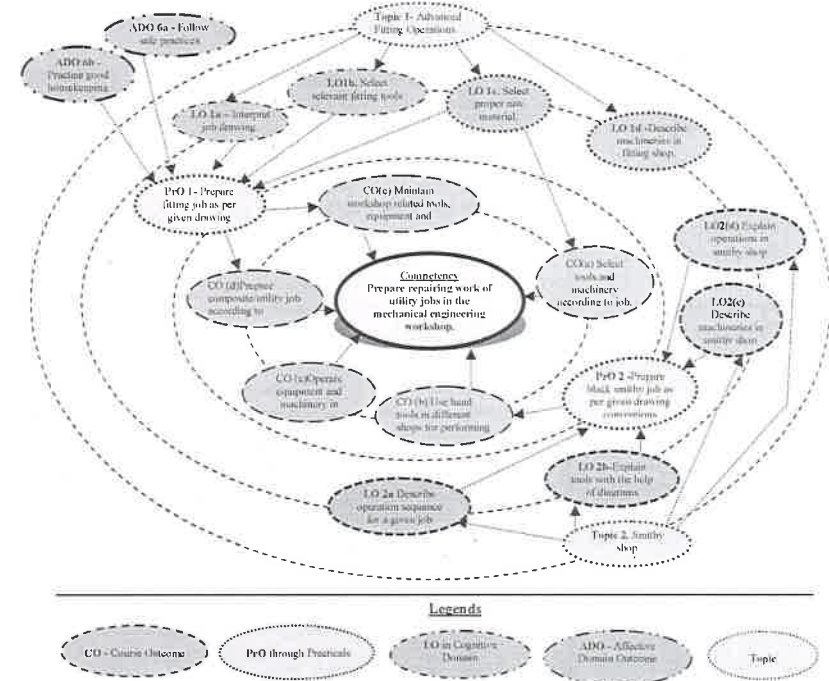 Topic 1- Advanced
Fitting Operations
ADO 6a - Follow
safe practices
ADO 6b -
Practice good
housekeeping
LO1b. Select
relevant fitting tools
LO 1c. Select
proper raw
material.
LO 1a - Interpret
job drawing
LO 1d -Describe
machineries in
fitting shop.
PrO 1- Prepare
fitting job as per
given drawing
CO(e) Maintain
workshop related tools,
equipment and
LO2(d) Explain
operations in
smithy shop
CO (d)Prepare
composite/utility job
according to
Competency
Prepare repairing work of
utility jobs in the
mechanical engineering
workshop.
CO(a) Select
tools and
machinery
according to job.
LO2(c) -
Describe
machineries in
smithy shop
CO (c)Operate
equipment and
machinery in
CO (b)Use hand
tools in different
shops for performing
PrO 2 -Prepare
black smithy job as
per given drawing
conventions
LO 2a Describe
operation sequence
for a given job
LO 2b-Explain
tools with the help
of
Topic 2. Smithy
shop
Legends
CO - Course Outcome
PrO through Practicals
LO in Cognitive
Domain
ADO - Affective
Domain Outcome
Topic